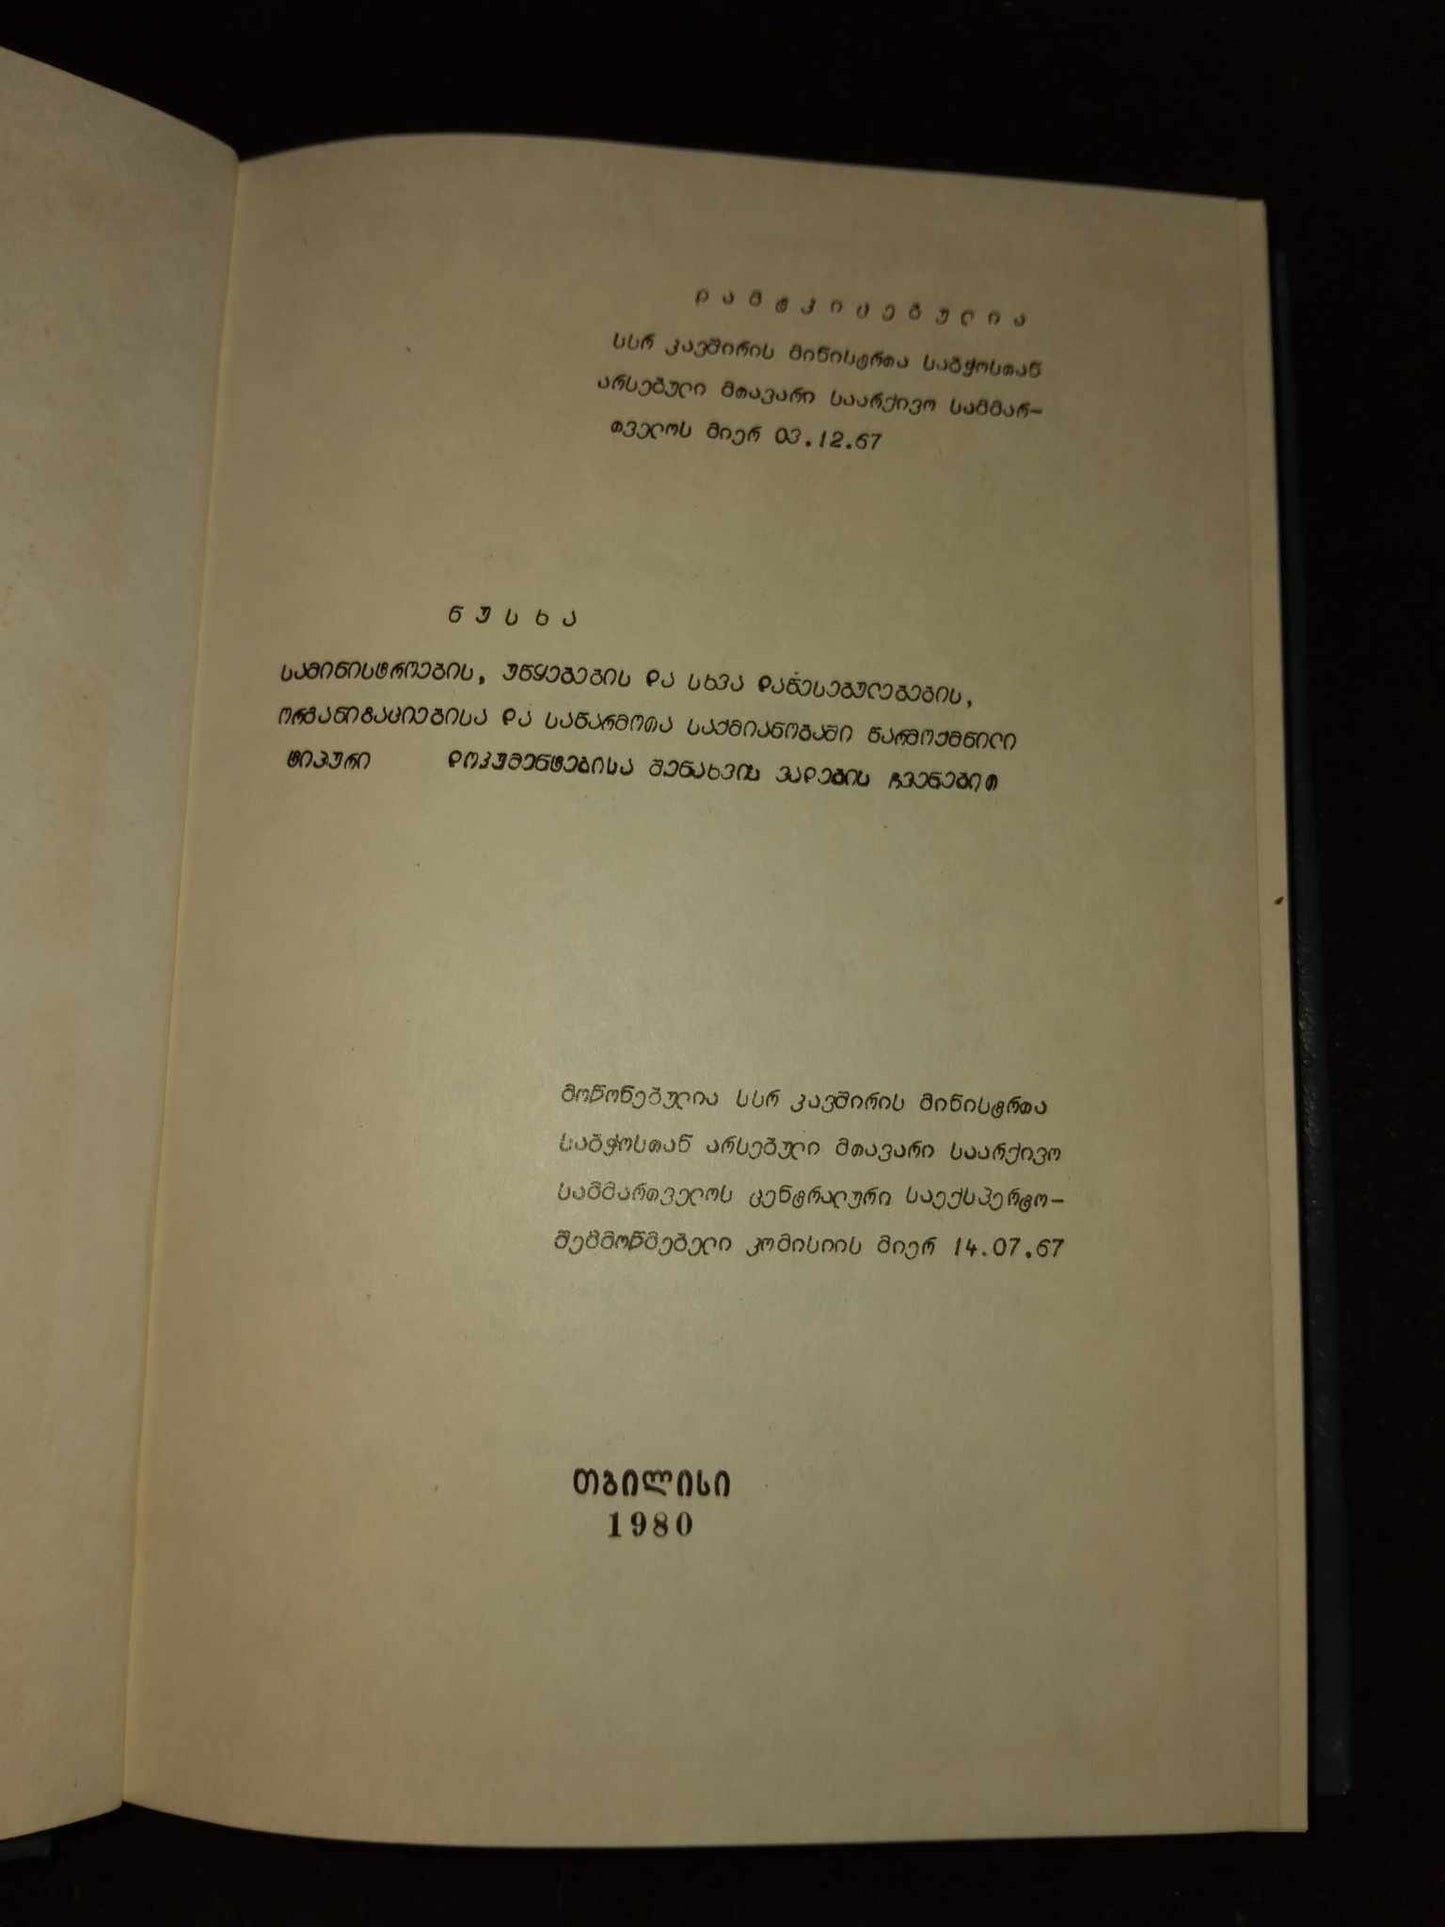 დ ა მ ტ კ ი ც ე ბ უ ლ ი ა
სსრ კავშირის მინისტრთა საბჭოსთან
არსებული მთავარი საარქივო სამმარ-
თველოს მიერ 03.12.67
ნ უ ს ხ ა
სამინისტროების, უწყებების და სხვა დაწესებულებების,
ორგანიზაციებისა და საწარმოთა საქმიანობაში წარმოქმნილი
ტიპური დოკუმენტებისა შენახვის ვადების ჩვენებით
მოწონებულია სსრ კავშირის მინისტრთა
საბჭოსთან არსებული მთავარი საარქივო
სამმართველოს ცენტრალური საექსპერტო-
შემმოწმებელი კომისიის მიერ 14.07.67
თბილისი
1980